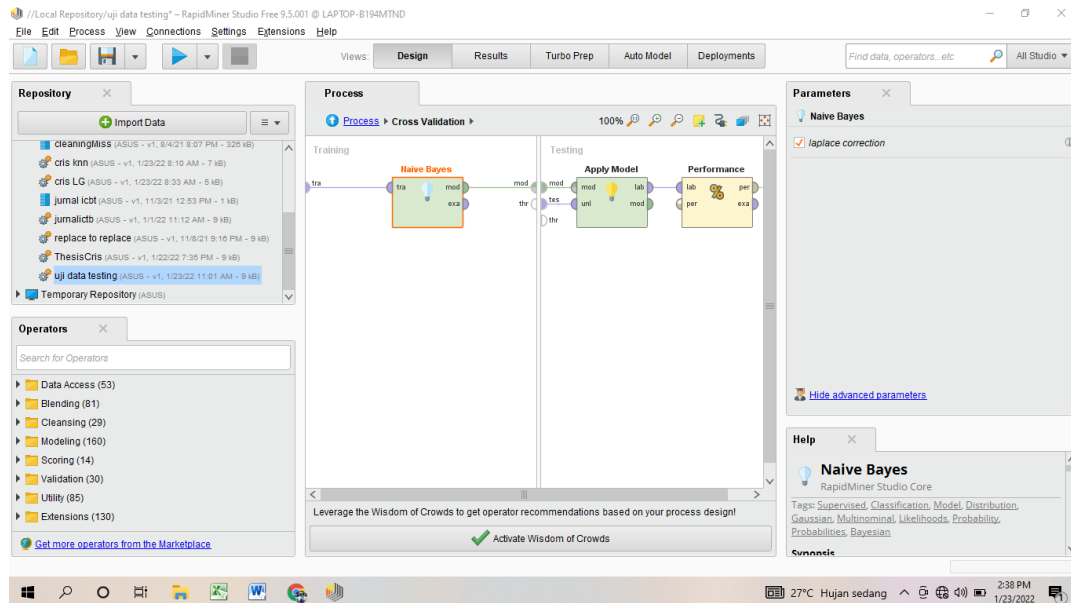 //Local Repository/uji data testing* – RapidMiner Studio Free 9.5.001 @ LAPTOP-B194MTND
File Edit Process View Connections Settings Extensions Help
Views: Design Results Turbo Prep Auto Model Deployments
Find data, operators...etc All Studio
Repository
Import Data
cleaningMiss (ASUS - v1, 8/4/21 8:07 PM - 326 kB)
cris knn (ASUS - v1, 1/23/22 8:10 AM - 7 kB)
cris LG (ASUS - v1, 1/23/22 8:33 AM - 5 kB)
jurnal icbt (ASUS - v1, 11/3/21 12:53 PM - 1 kB)
jurnalictb (ASUS - v1, 1/1/22 11:12 AM - 9 kB)
replace to replace (ASUS - v1, 11/8/21 9:16 PM - 9 kB)
ThesisCris (ASUS - v1, 1/22/22 7:36 PM - 9 kB)
uji data testing (ASUS - v1, 1/23/22 11:01 AM - 9 kB)
Temporary Repository (ASUS)
Operators
Search for Operators
Data Access (53)
Blending (81)
Cleansing (29)
Modeling (160)
Scoring (14)
Validation (30)
Utility (85)
Extensions (130)
Get more operators from the Marketplace
Process
Process Cross Validation
100%
Training
Naive Bayes
tra
tra mod
exa
mod
thr
Testing
Apply Model
Performance
mod
tes
thr
mod lab
unl mod
lab per
per exa
Leverage the Wisdom of Crowds to get operator recommendations based on your process design!
Activate Wisdom of Crowds
Parameters
Naive Bayes
laplace correction
Hide advanced parameters
Help
Naive Bayes
RapidMiner Studio Core
Tags: Supervised, Classification, Model, Distribution,
Gaussian, Multinominal, Likelihoods, Probability,
Probabilities, Bayesian
Synopsis
27°C Hujan sedang
2:38 PM
1/23/2022
1